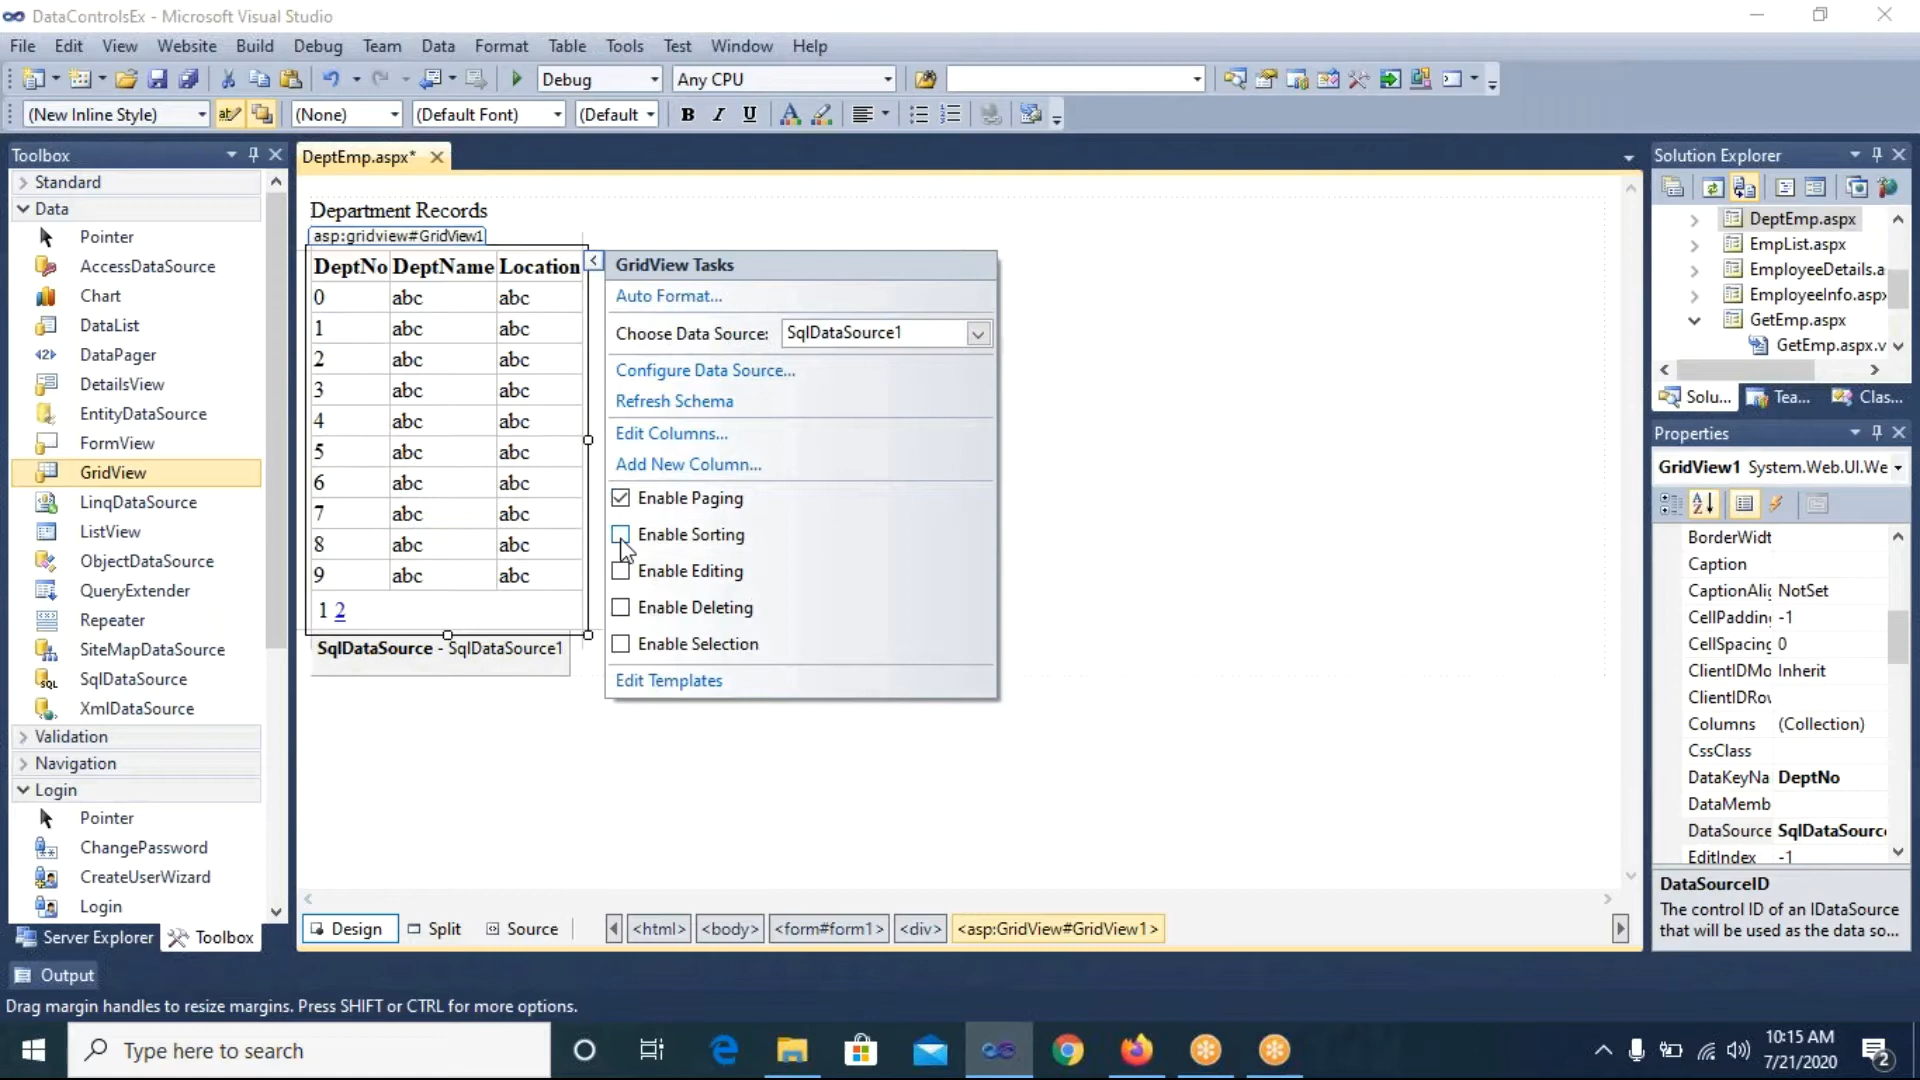 DataControlsEx - Microsoft Visual Studio
File Edit View Website Build Debug Team Data Format Table Tools Test Window Help
Debug Any CPU
(New Inline Style) (None) (Default Font) (Default B I U A
Toolbox
Standard
Data
Pointer
AccessDataSource
Chart
DataList
DataPager
DetailsView
EntityDataSource
FormView
GridView
LinqDataSource
ListView
ObjectDataSource
QueryExtender
Repeater
SiteMapDataSource
SqlDataSource
XmlDataSource
Validation
Navigation
Login
Pointer
ChangePassword
CreateUserWizard
Login
Server Explorer Toolbox
Output
DeptEmp.aspx*
Department Records
asp:gridview#GridView1
DeptNo DeptName Location
0 abc abc
1 abc abc
2 abc abc
3 abc abc
4 abc abc
5 abc abc
6 abc abc
7 abc abc
8 abc abc
9 abc abc
1 2
SqlDataSource - SqlDataSource1
GridView Tasks
Auto Format...
Choose Data Source: SqlDataSource1
Configure Data Source...
Refresh Schema
Edit Columns...
Add New Column...
Enable Paging
Enable Sorting
Enable Editing
Enable Deleting
Enable Selection
Edit Templates
Design Split Source <html> <body> <form#form1> <div> <asp:GridView#GridView1>
Solution Explorer
DeptEmp.aspx
EmpList.aspx
EmployeeDetails.a
EmployeeInfo.asp
GetEmp.aspx
GetEmp.aspx.v
Solu... Tea... Clas...
Properties
GridView1 System.Web.UI.We
BorderWidt
Caption
CaptionAlig NotSet
CellPadding -1
CellSpacing 0
ClientIDMo Inherit
ClientIDRo
Columns (Collection)
CssClass
DataKeyNa DeptNo
DataMemb
DataSource SqlDataSourc
EditIndex -1
DataSourceID
The control ID of an IDataSource
that will be used as the data so...
Drag margin handles to resize margins. Press SHIFT or CTRL for more options.
Type here to search
10:15 AM
7/21/2020
2